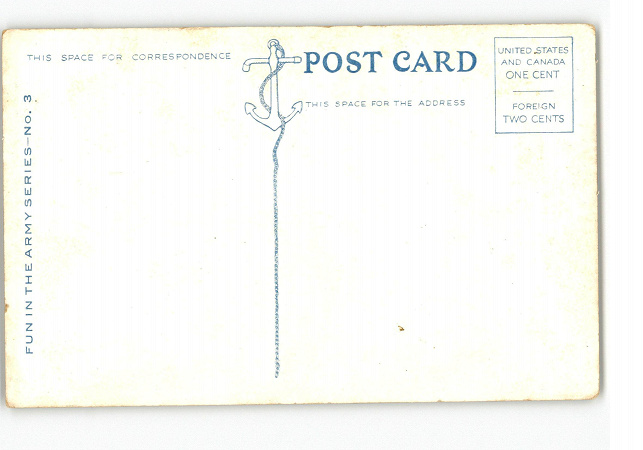 THIS SPACE FOR CORRESPONDENCE
POST CARD
THIS SPACE FOR THE ADDRESS
UNITED STATES
AND CANADA
ONE CENT
FOREIGN
TWO CENTS
FUN IN THE ARMY SERIES—No. 3